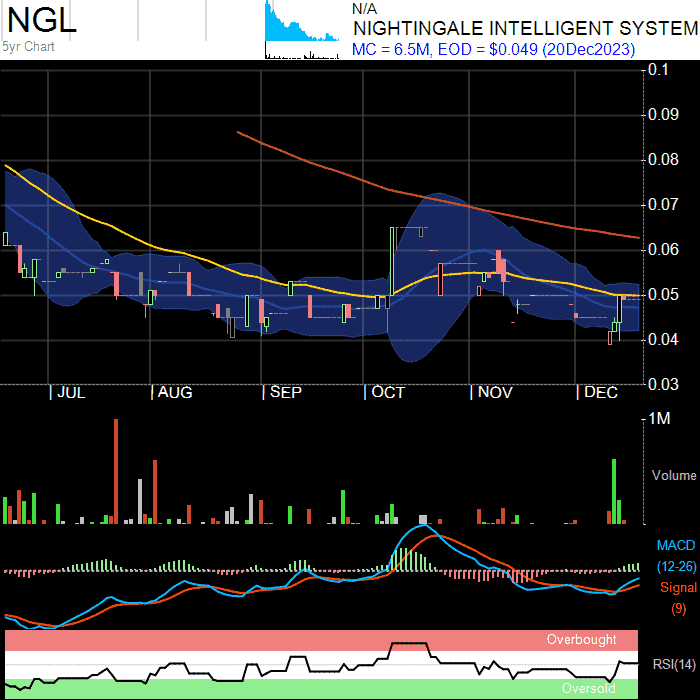 NGL
5yr Chart
N/A
NIGHTINGALE INTELLIGENT SYSTEM
MC = 6.5M, EOD = $0.049 (20Dec2023)
0.1
0.09
0.08
0.07
0.06
0.05
0.04
0.03
| JUL | AUG | SEP | OCT | NOV | DEC
1M
Volume
MACD
(12-26)
Signal
(9)
Overbought
RSI(14)
Oversold